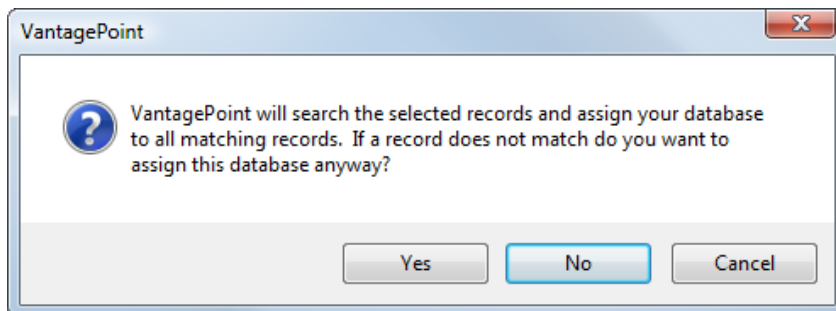 VantagePoint
VantagePoint will search the selected records and assign your database
to all matching records.  If a record does not match do you want to
assign this database anyway?
Yes
No
Cancel